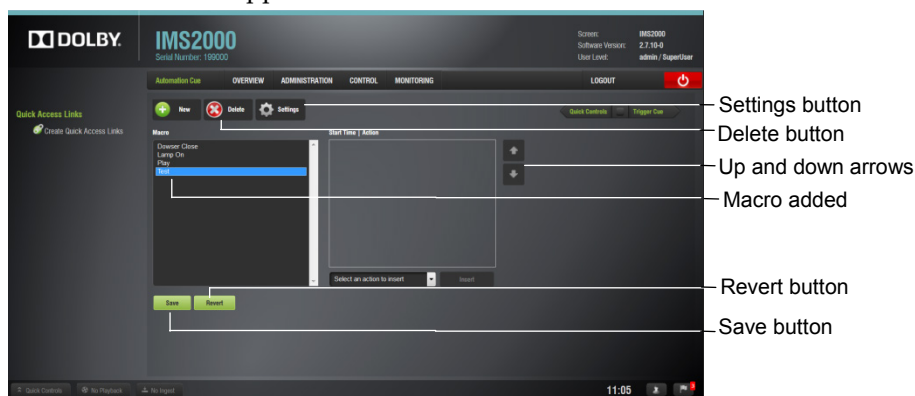 DOLBY.
IMS2000
Serial Number: 199000
Screen: IMS2000
Software Version: 2.7.10-0
User Level: admin / SuperUser
Automation Cue OVERVIEW ADMINISTRATION CONTROL MONITORING LOGOUT
Quick Access Links
Create Quick Access Links
New Delete Settings
Quick Controls Trigger Cue
Macro
Start Time | Action
Dowser Close
Lamp On
Play
Test
Select an action to insert Insert
Save Revert
Quick Controls No Playback No Ingest
11:05
3
Settings button
Delete button
Up and down arrows
Macro added
Revert button
Save button